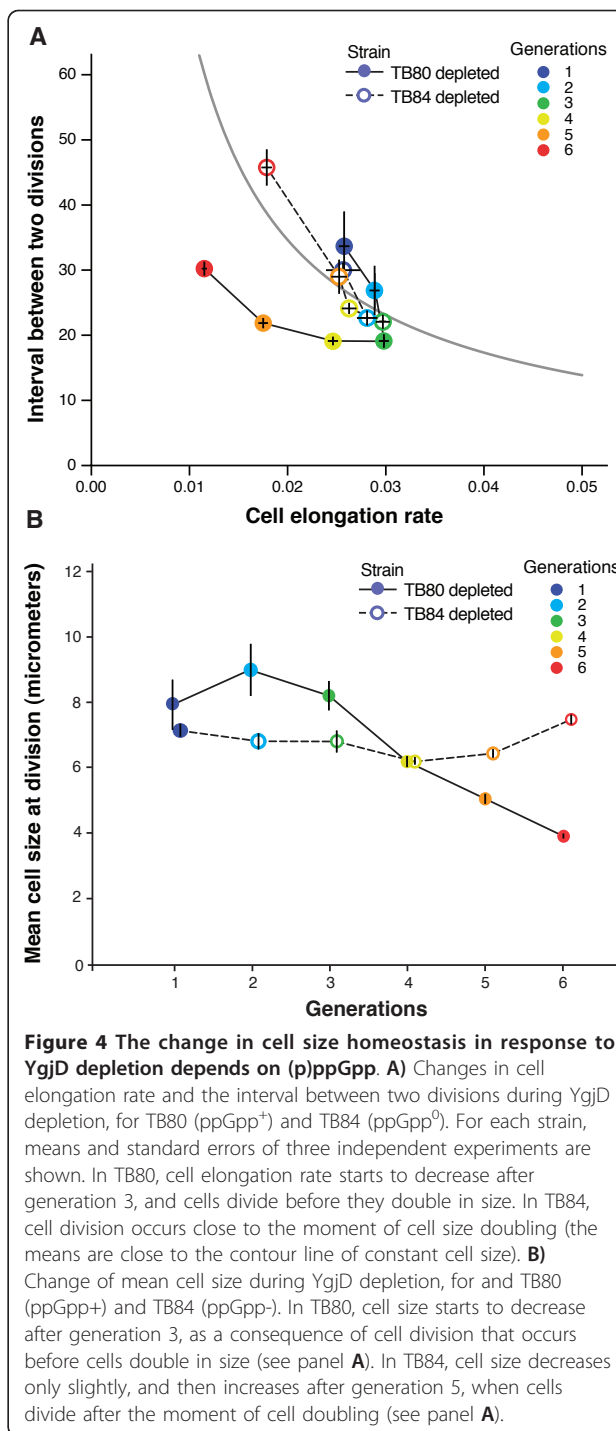 A
Strain
TB80 depleted
TB84 depleted
Generations
1
2
3
4
5
6
Interval between two divisions
60
50
40
30
20
10
0
0.00 0.01 0.02 0.03 0.04 0.05
Cell elongation rate
B
Strain
TB80 depleted
TB84 depleted
Generations
1
2
3
4
5
6
Mean cell size at division (micrometers)
12
10
8
6
4
2
0
1 2 3 4 5 6
Generations
Figure 4 The change in cell size homeostasis in response to
YgjD depletion depends on (p)ppGpp. A) Changes in cell
elongation rate and the interval between two divisions during YgjD
depletion, for TB80 (ppGpp⁺) and TB84 (ppGpp⁰). For each strain,
means and standard errors of three independent experiments are
shown. In TB80, cell elongation rate starts to decrease after
generation 3, and cells divide before they double in size. In TB84,
cell division occurs close to the moment of cell size doubling (the
means are close to the contour line of constant cell size). B)
Change of mean cell size during YgjD depletion, for and TB80
(ppGpp+) and TB84 (ppGpp-). In TB80, cell size starts to decrease
after generation 3, as a consequence of cell division that occurs
before cells double in size (see panel A). In TB84, cell size decreases
only slightly, and then increases after generation 5, when cells
divide after the moment of cell doubling (see panel A).